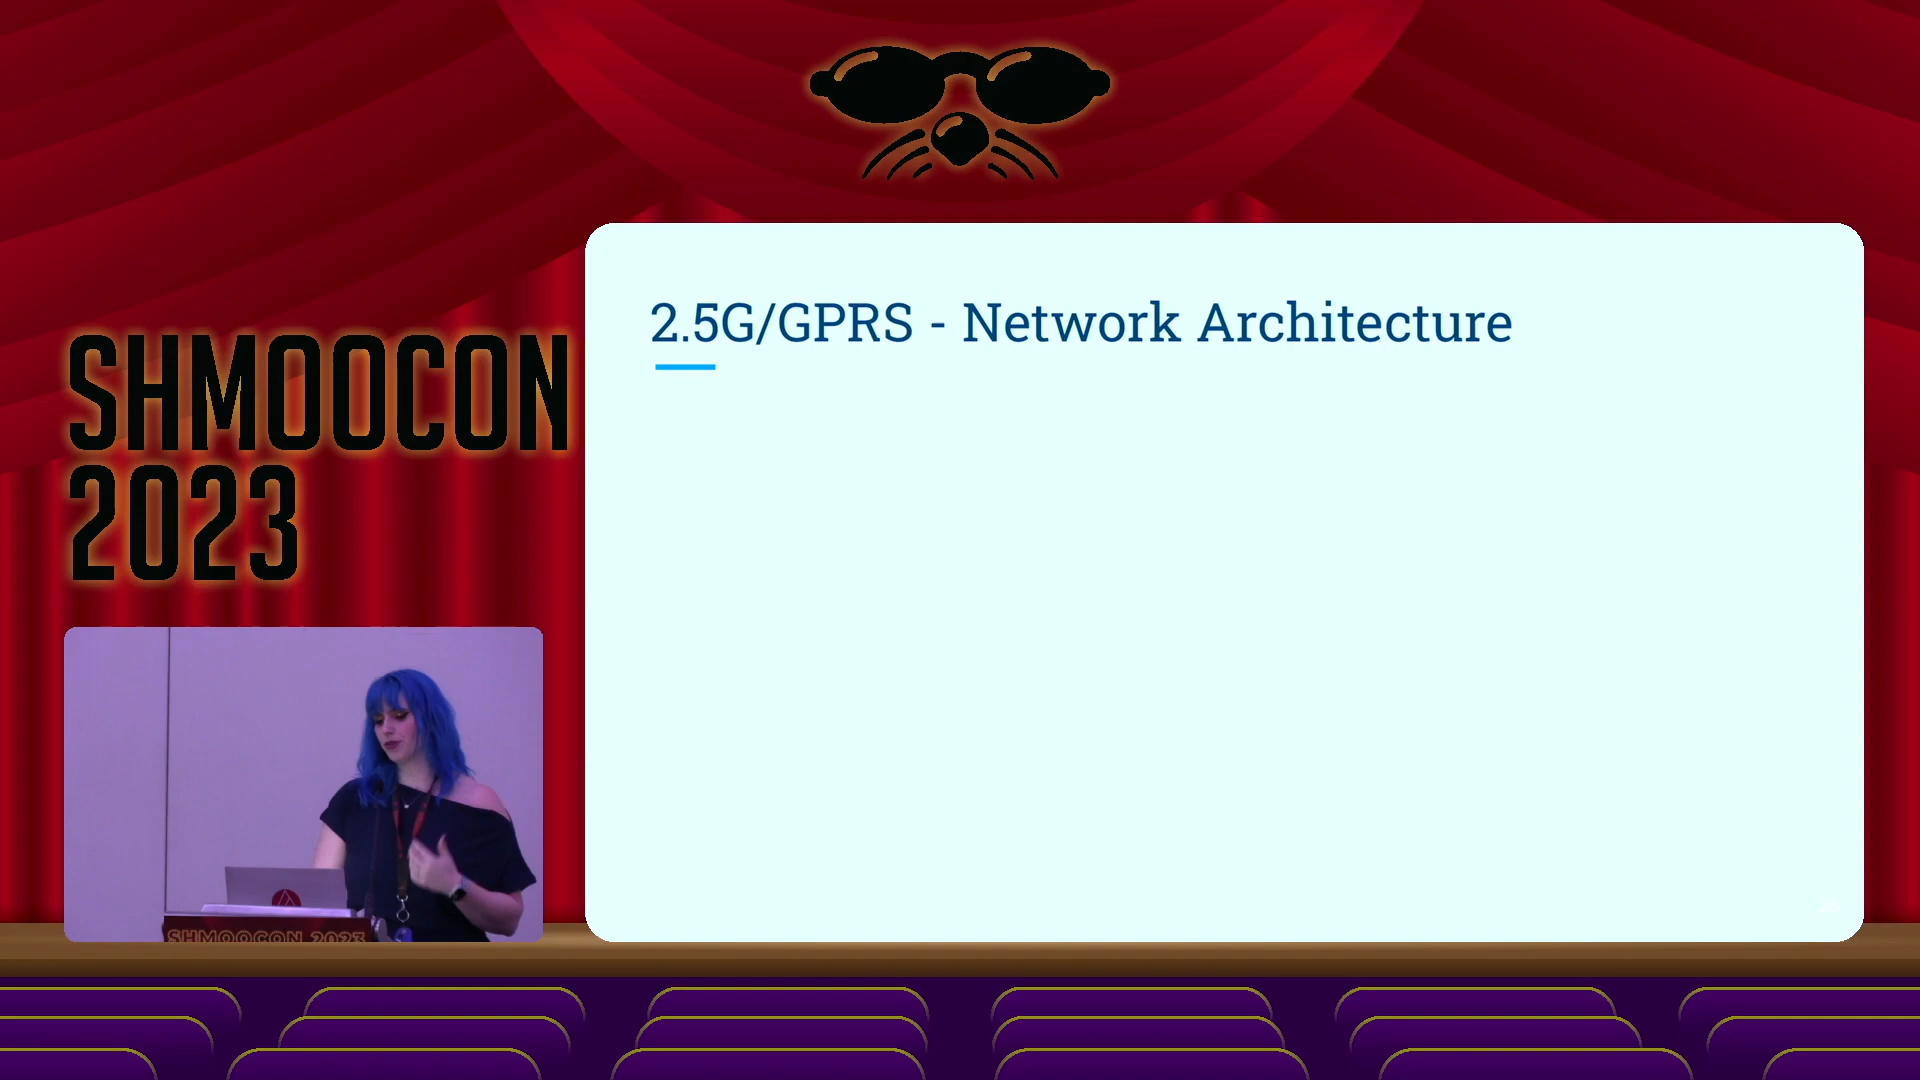 SHMOOCON
2023
2.5G/GPRS - Network Architecture
SHMOOCON 2023